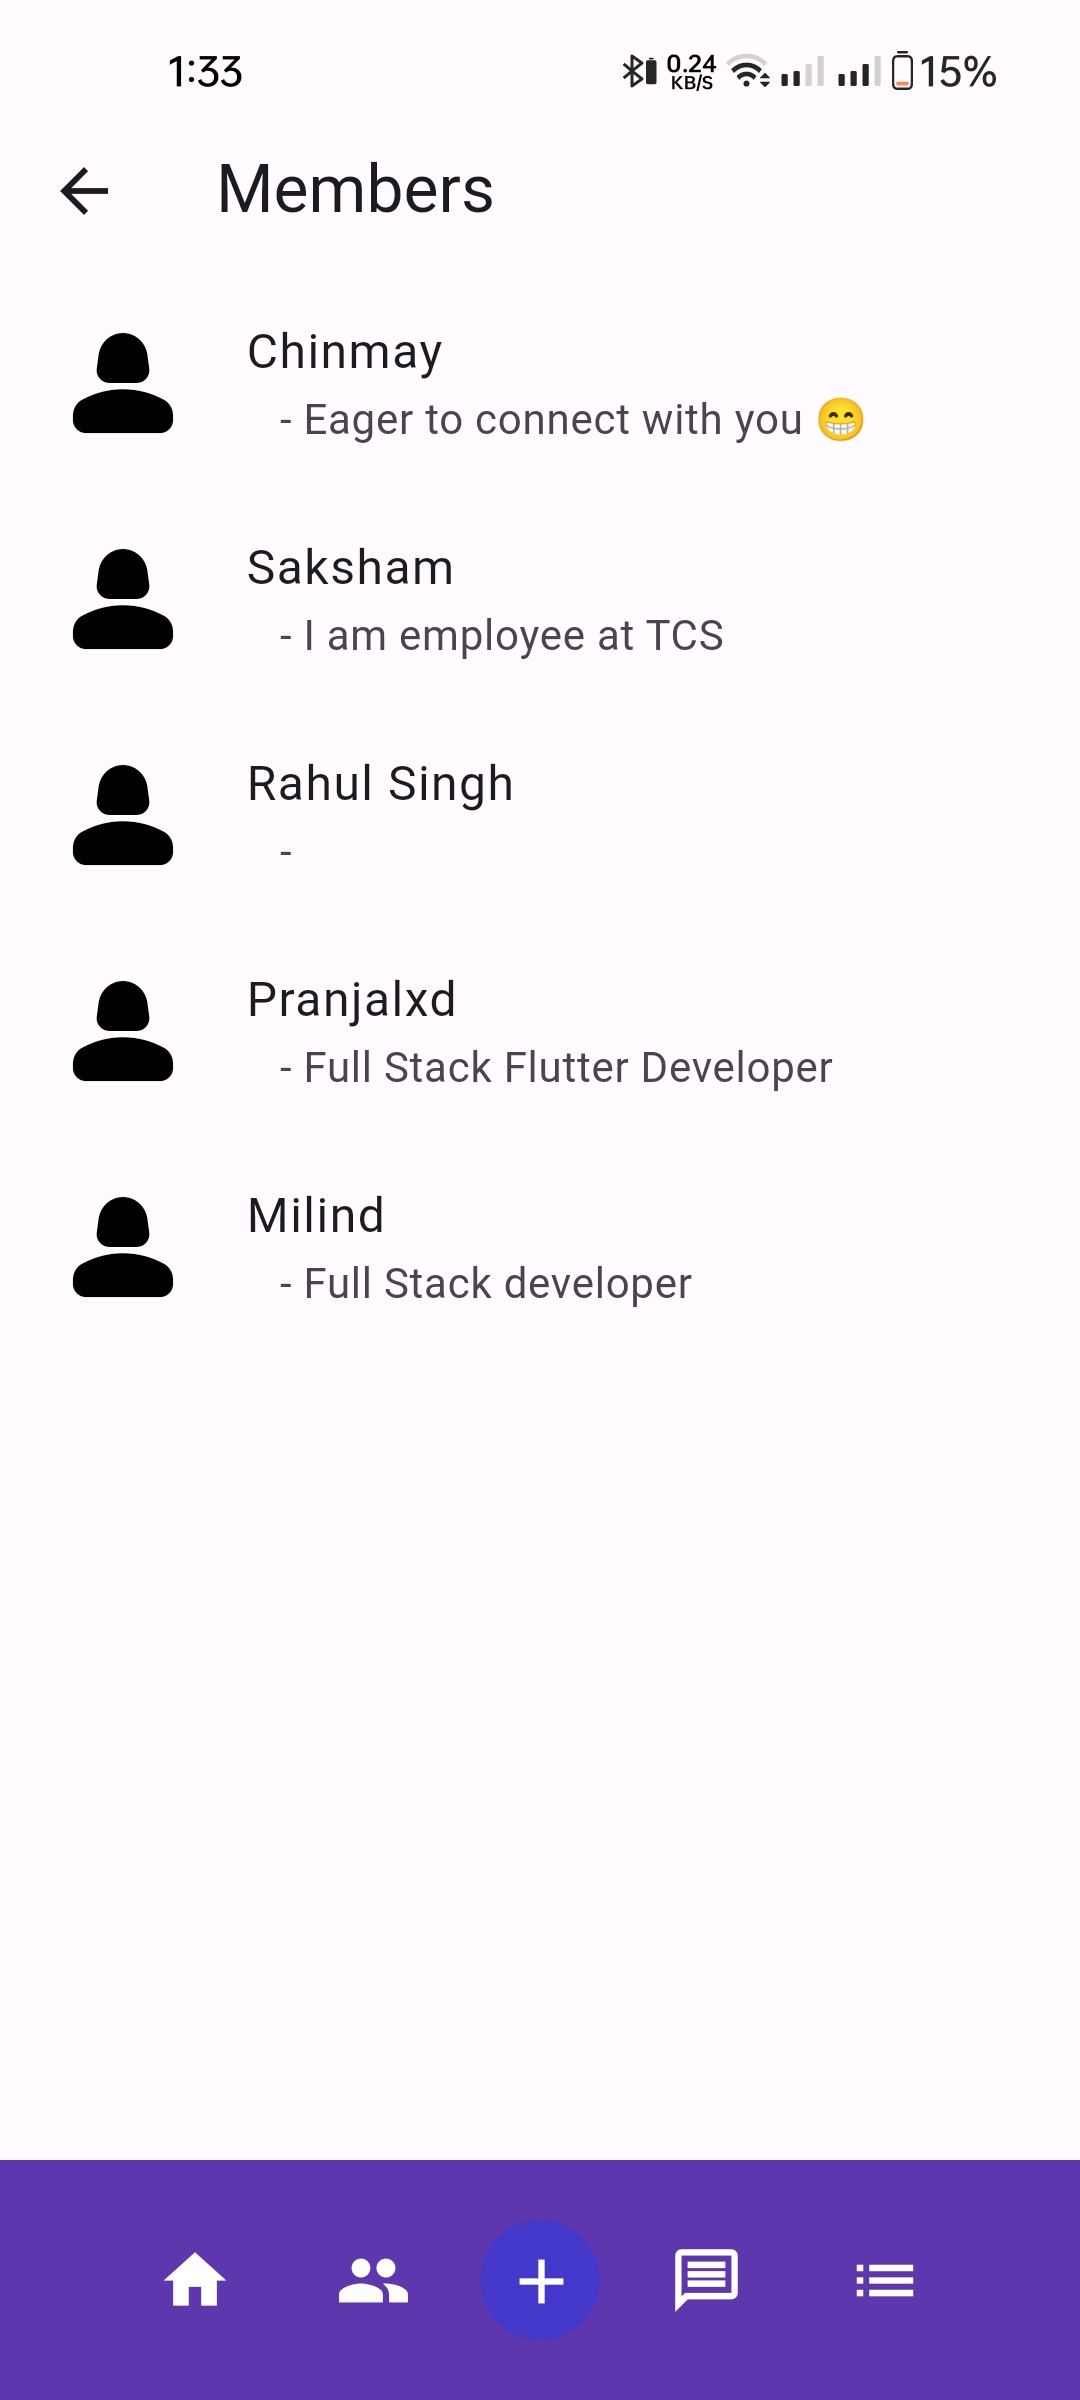 1:33 0.24 KB/S 15%
Members
Chinmay
- Eager to connect with you 😁
Saksham
- I am employee at TCS
Rahul Singh
-
Pranjalxd
- Full Stack Flutter Developer
Milind
- Full Stack developer